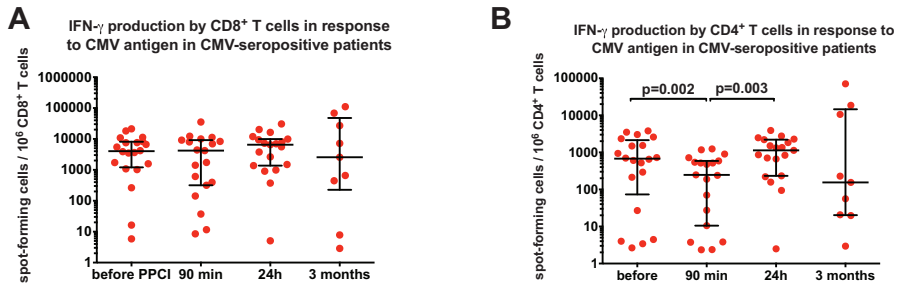 A
IFN-γ production by CD8+ T cells in response
to CMV antigen in CMV-seropositive patients
spot-forming cells / 10^6 CD8+ T cells
1000000
100000
10000
1000
100
10
1
before PPCI 90 min 24h 3 months
B
IFN-γ production by CD4+ T cells in response to
CMV antigen in CMV-seropositive patients
spot-forming cells / 10^6 CD4+ T cells
100000
10000
1000
100
10
1
p=0.002 p=0.003
before 90 min 24h 3 months